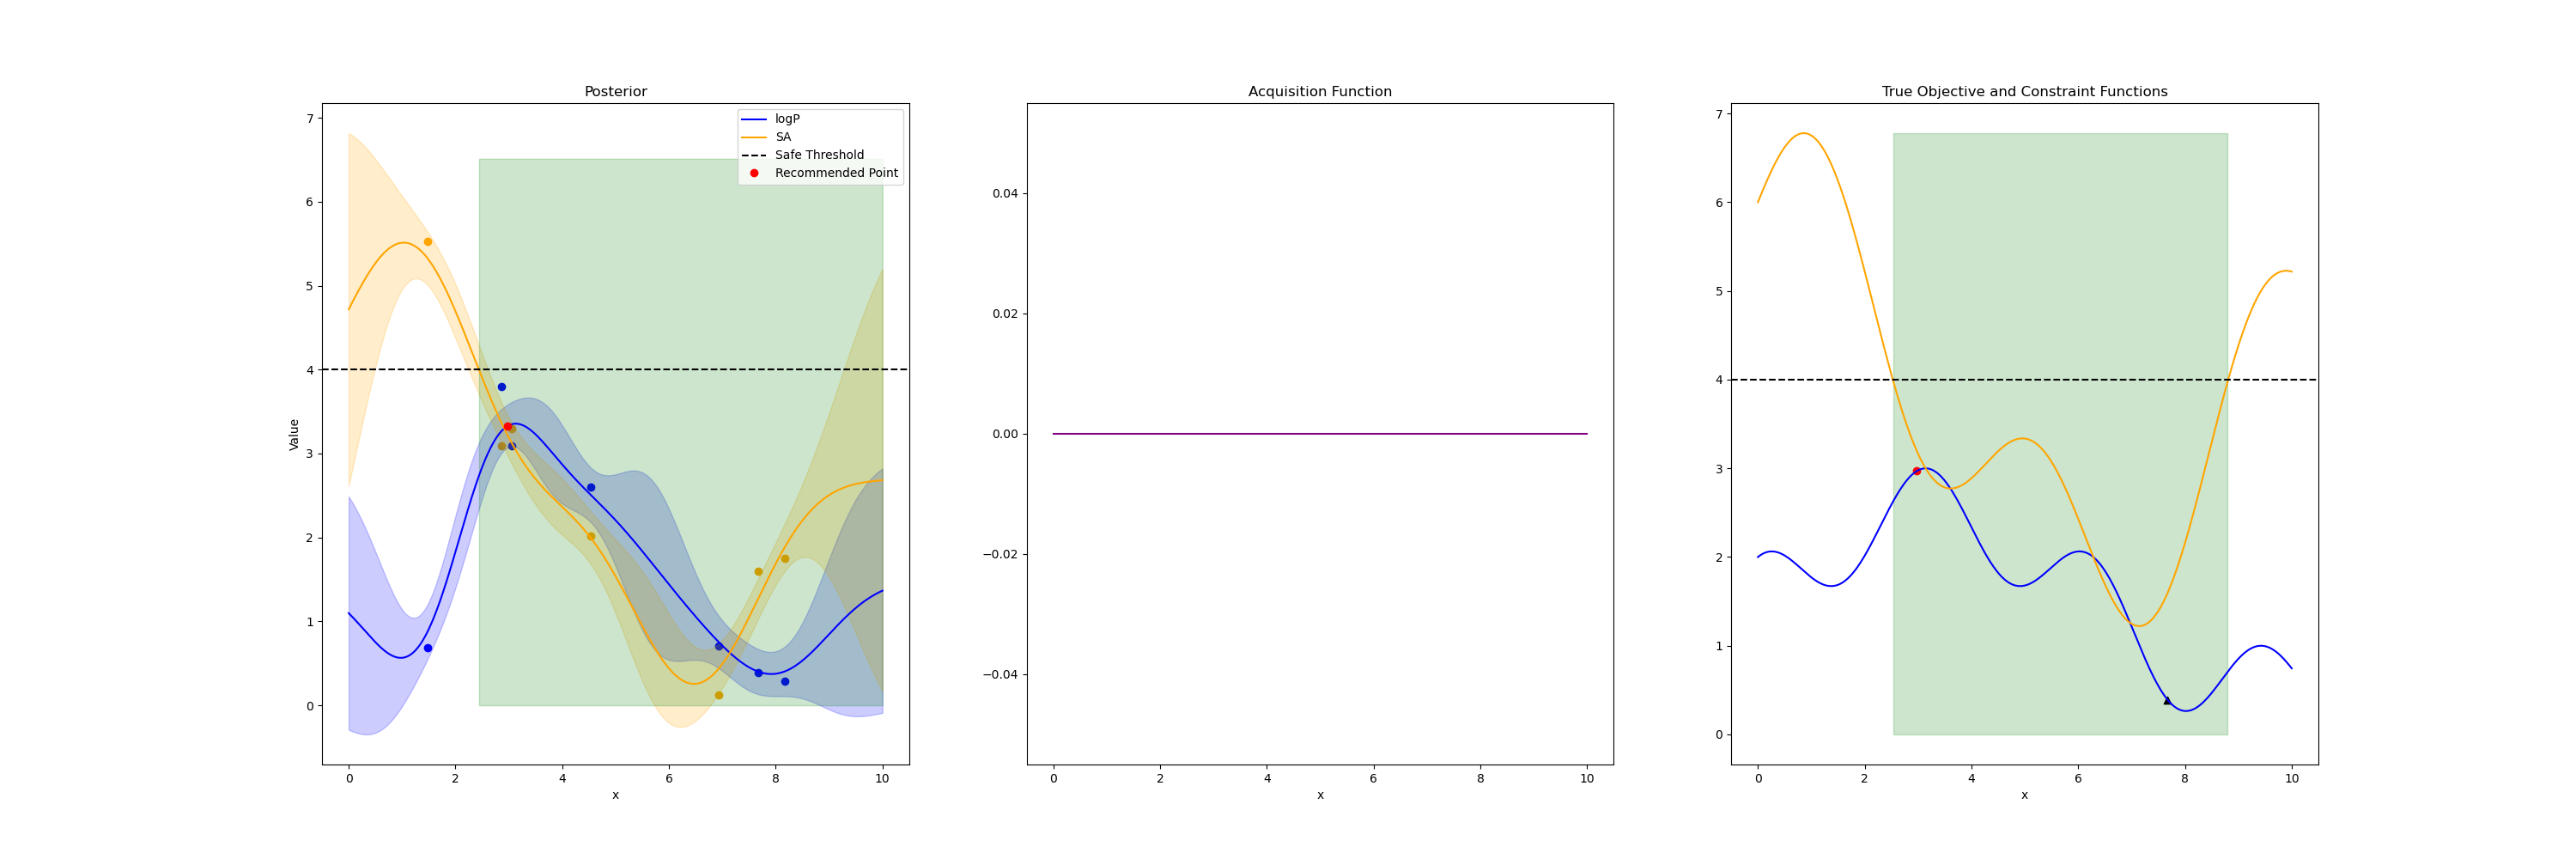 Posterior
7
6
5
4
3
2
1
0
Value
0 2 4 6 8 10
x
logP
SA
Safe Threshold
Recommended Point
Acquisition Function
0.04
0.02
0.00
−0.02
−0.04
0 2 4 6 8 10
x
True Objective and Constraint Functions
7
6
5
4
3
2
1
0
0 2 4 6 8 10
x